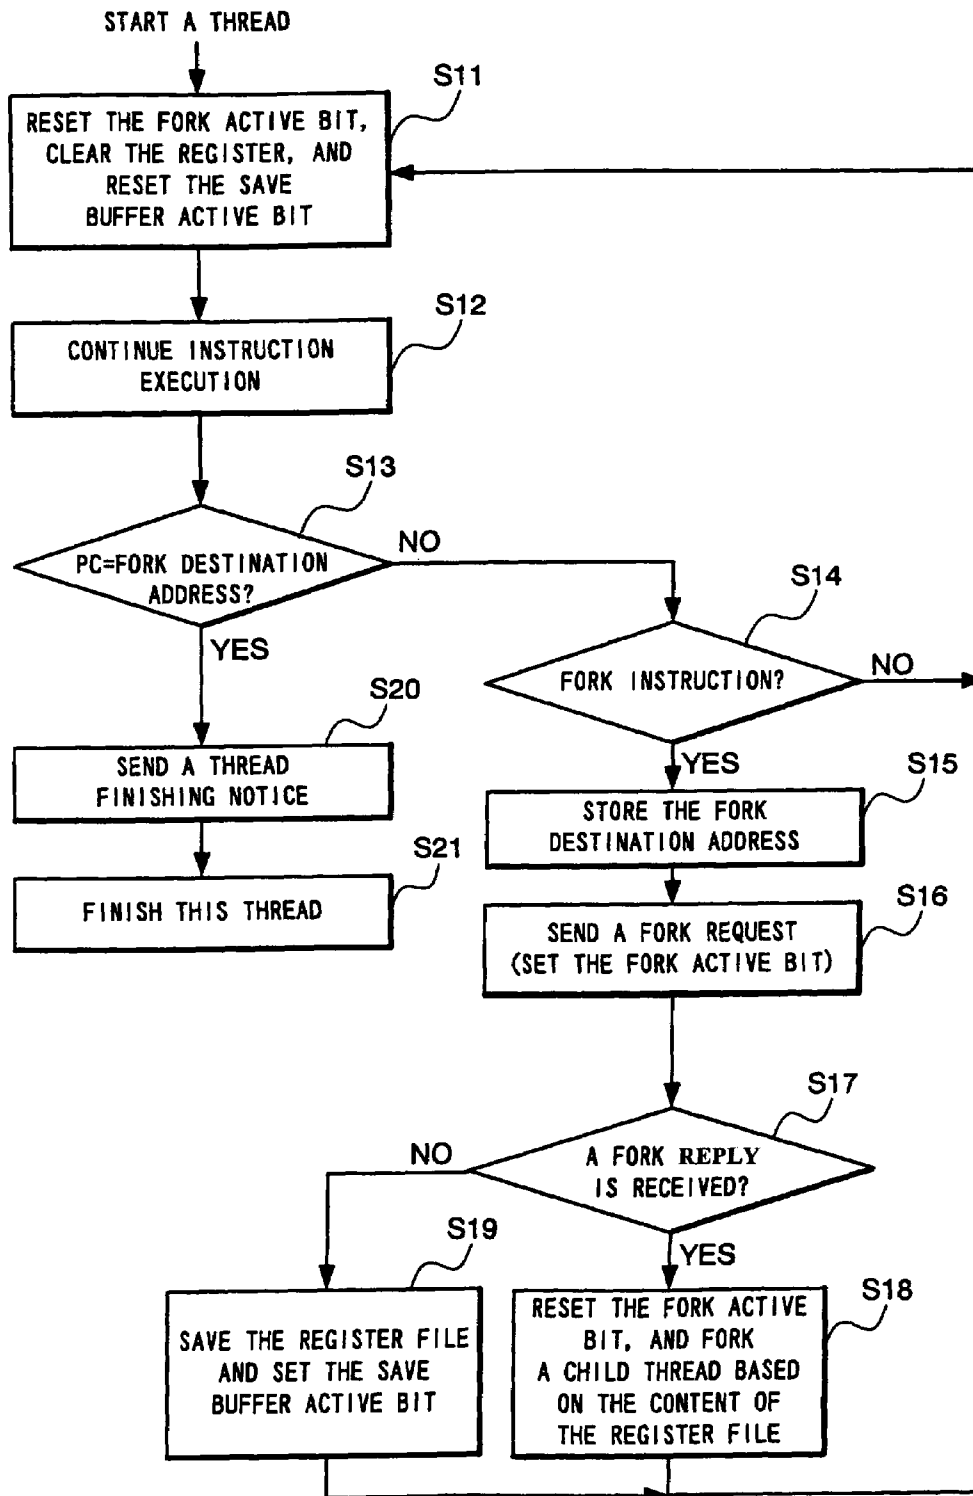 START A THREAD
S11
RESET THE FORK ACTIVE BIT,
CLEAR THE REGISTER, AND
RESET THE SAVE
BUFFER ACTIVE BIT
S12
CONTINUE INSTRUCTION
EXECUTION
S13
PC=FORK DESTINATION
ADDRESS?
NO
YES
S14
FORK INSTRUCTION?
NO
YES
S20
SEND A THREAD
FINISHING NOTICE
S21
FINISH THIS THREAD
S15
STORE THE FORK
DESTINATION ADDRESS
S16
SEND A FORK REQUEST
(SET THE FORK ACTIVE BIT)
S17
A FORK REPLY
IS RECEIVED?
NO
YES
S19
SAVE THE REGISTER FILE
AND SET THE SAVE
BUFFER ACTIVE BIT
S18
RESET THE FORK ACTIVE
BIT, AND FORK
A CHILD THREAD BASED
ON THE CONTENT OF
THE REGISTER FILE